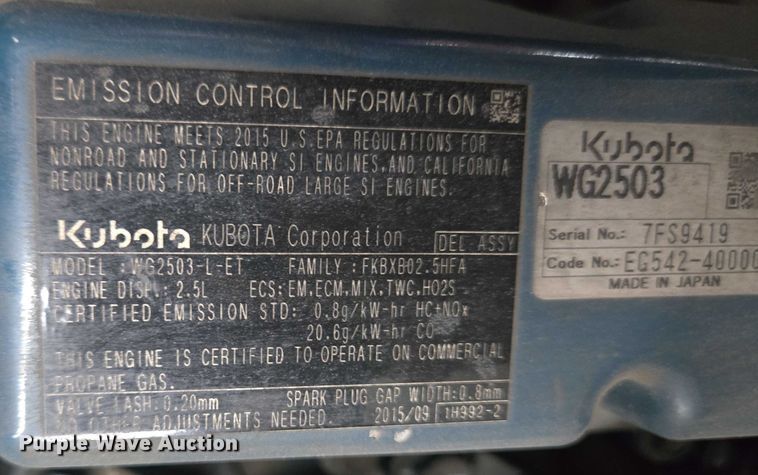 EMISSION CONTROL INFORMATION
THIS ENGINE MEETS 2015 U.S EPA REGULATIONS FOR
NONROAD AND STATIONARY SI ENGINES,AND CALIFORNIA
REGULATIONS FOR OFF-ROAD LARGE SI ENGINES.
Kubota KUBOTA Corporation DEL ASSY
MODEL :WG2503-L-ET FAMILY :FKBXB02.5HFA
ENGINE DISP.: 2.5L ECS:EM,ECM,MIX,TWC,HO2S
CERTIFIED EMISSION STD: 0.8g/kW-hr HC+NOx
20.6g/kW-hr CO
THIS ENGINE IS CERTIFIED TO OPERATE ON COMMERCIAL
PROPANE GAS.
VALVE LASH:0.20mm SPARK PLUG GAP WIDTH:0.8mm
NO OTHER ADJUSTMENTS NEEDED. 2015/09 1H992-2
Kubota
WG2503
Serial No.: 7FS9419
Code No.: EG542-40000
MADE IN JAPAN
Purple Wave Auction